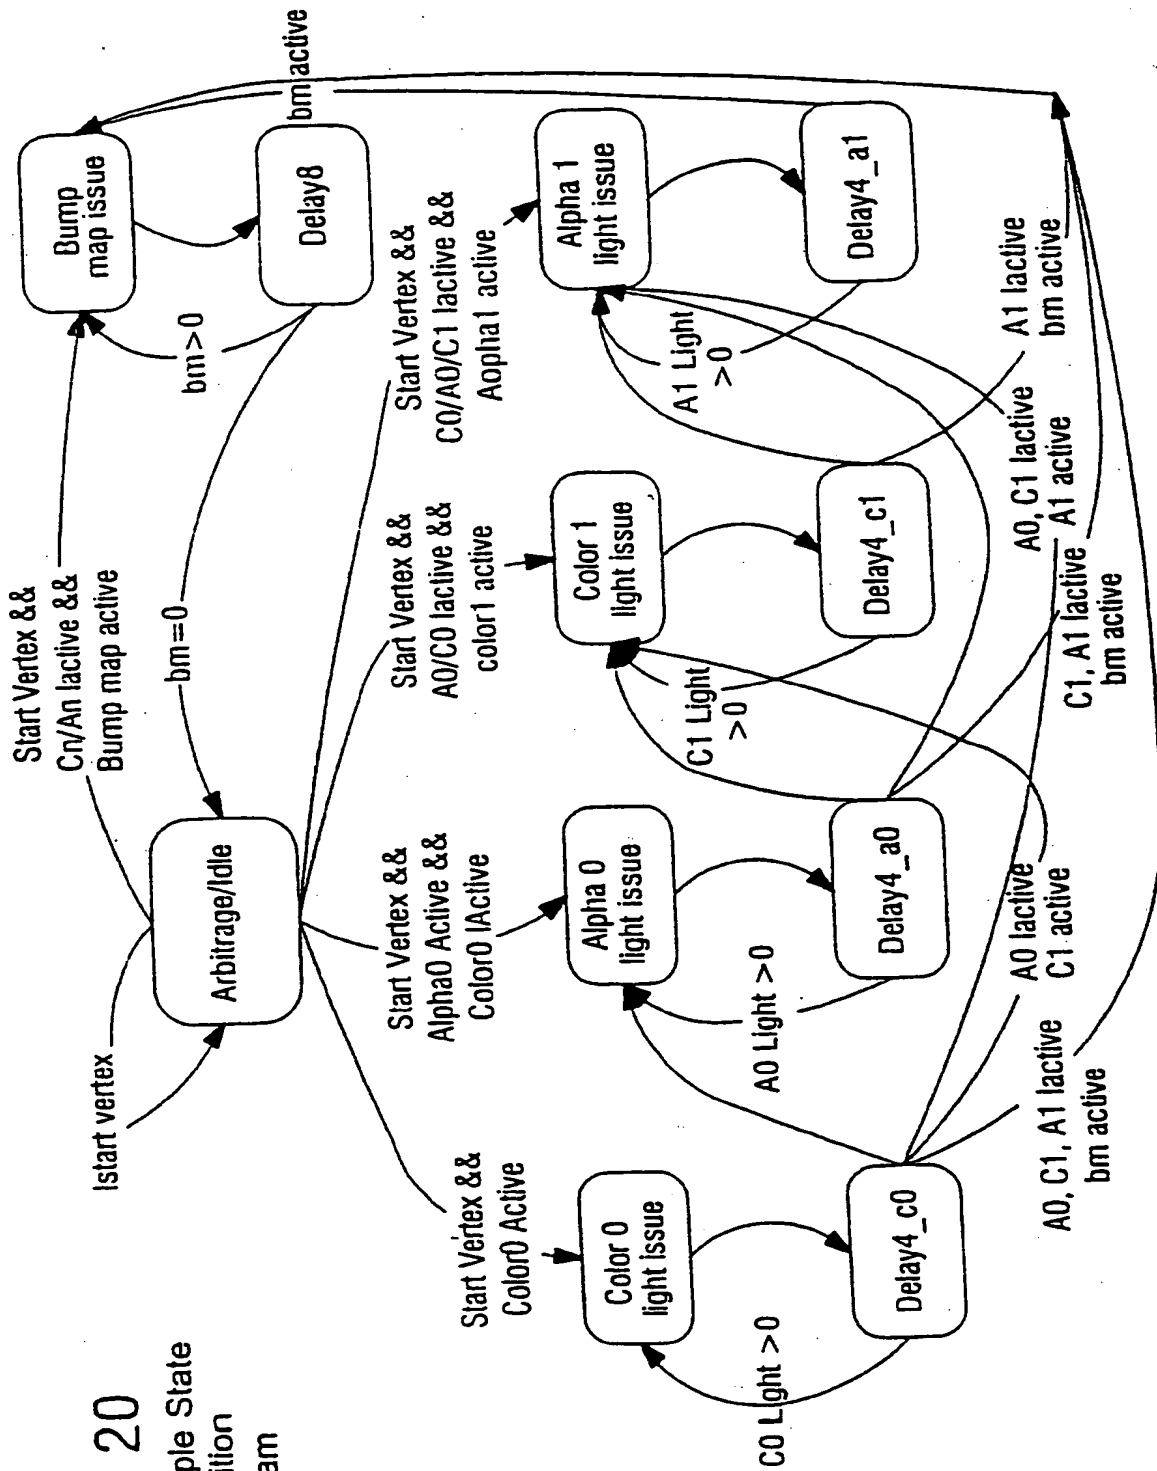 20
ple State
ition
am
Istart vertex
Start Vertex &&
Cn/An Iactive &&
Bump map active
Bump
map issue
bm>0
Delay8
bm active
bm=0
Arbitrage/Idle
Start Vertex &&
Color0 Active
Start Vertex &&
Alpha0 Active &&
Color0 IActive
Start Vertex &&
A0/C0 Iactive &&
color1 active
Start Vertex &&
C0/A0/C1 Iactive &&
Aopha1 active
Color 0
light issue
Alpha 0
light issue
Color 1
light issue
Alpha 1
light issue
C0 Light >0
A0 Light >0
C1 Light
>0
A1 Light
>0
Delay4_c0
Delay4_a0
Delay4_c1
Delay4_a1
A0, C1, A1 Iactive
bm active
A0 Iactive
C1 active
C1, A1 Iactive
bm active
A0, C1 Iactive
A1 active
A1 Iactive
bm active